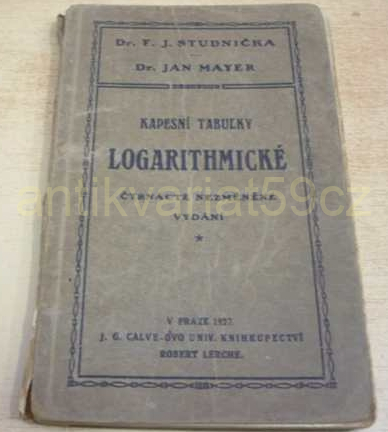 Dr. F. J. STUDNIČKA
Dr. JAN MAYER
KAPESNÍ TABULKY
LOGARITHMICKÉ
ČTRNÁCTÉ NEZMĚNĚNÉ
VYDÁNÍ
antikvariat59cz
V PRAZE 1927
J. G. CALVE-OVO UNIV. KNIHKUPECTVÍ
ROBERT LERCHE.